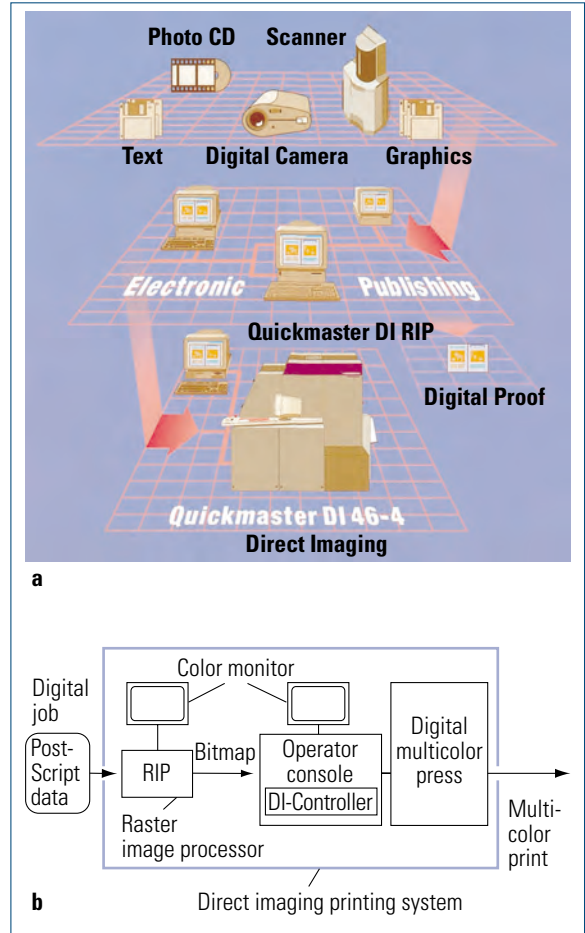 Photo CD
Scanner
Text
Digital Camera
Graphics
Electronic
Publishing
Quickmaster DI RIP
Digital Proof
Quickmaster DI 46-4
Direct Imaging
a
Color monitor
Digital
job
Post-
Script
data
RIP
Bitmap
Operator
console
DI-Controller
Digital
multicolor
press
Raster
image processor
Multi-
color
print
Direct imaging printing system
b